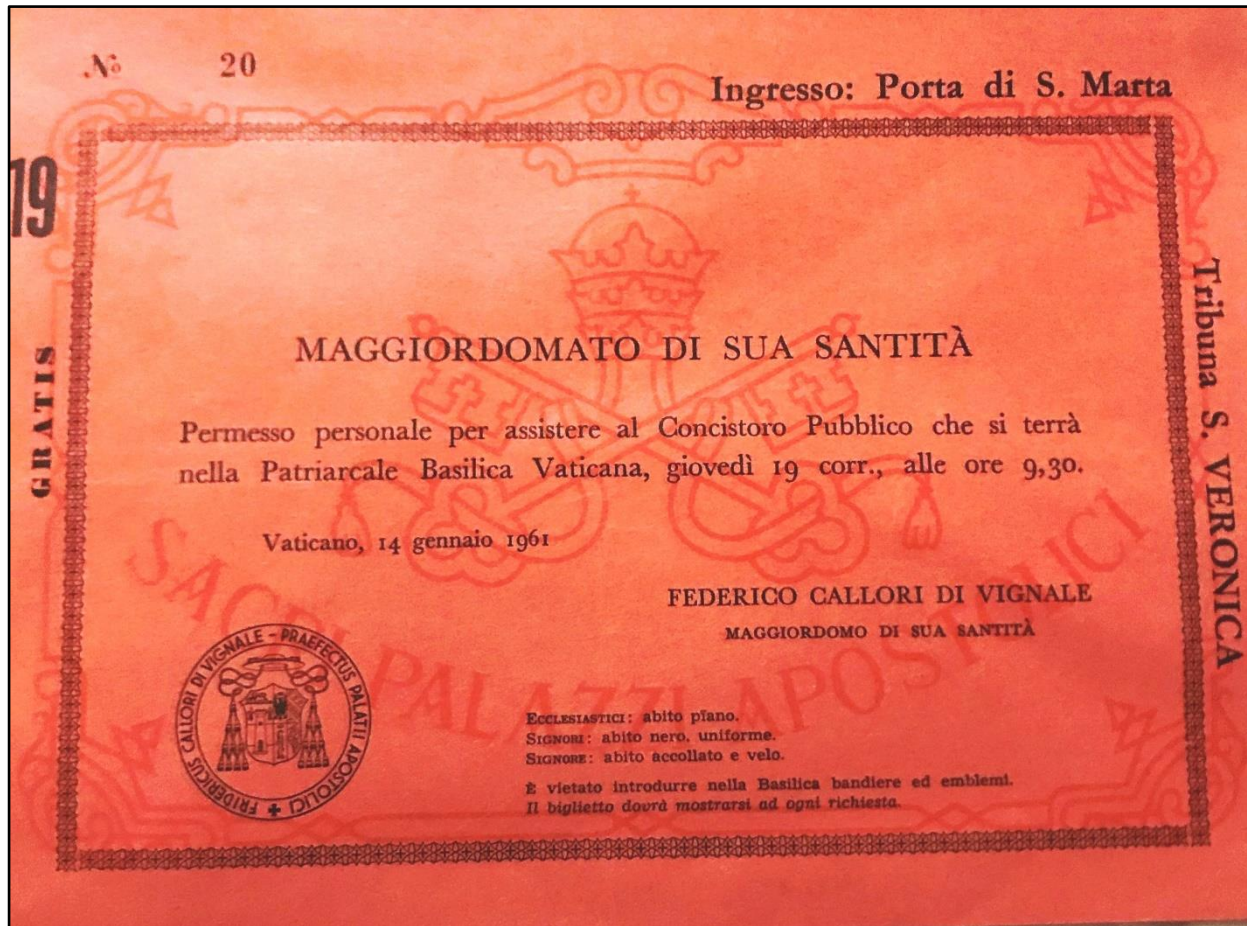 № 20
Ingresso: Porta di S. Marta
19
GRATIS
Tribuna S. VERONICA
MAGGIORDOMATO DI SUA SANTITÀ
Permesso personale per assistere al Concistoro Pubblico che si terrà
nella Patriarcale Basilica Vaticana, giovedì 19 corr., alle ore 9,30.
Vaticano, 14 gennaio 1961
FEDERICO CALLORI DI VIGNALE
MAGGIORDOMO DI SUA SANTITÀ
SACRI PALAZZI APOSTOLICI
FRIDERICUS CALLORI DI VIGNALE - PRAEFECTUS PALATII APOSTOLICI
ECCLESIASTICI: abito piano.
SIGNORI: abito nero, uniforme.
SIGNORE: abito accollato e velo.
È vietato introdurre nella Basilica bandiere ed emblemi.
Il biglietto dovrà mostrarsi ad ogni richiesta.